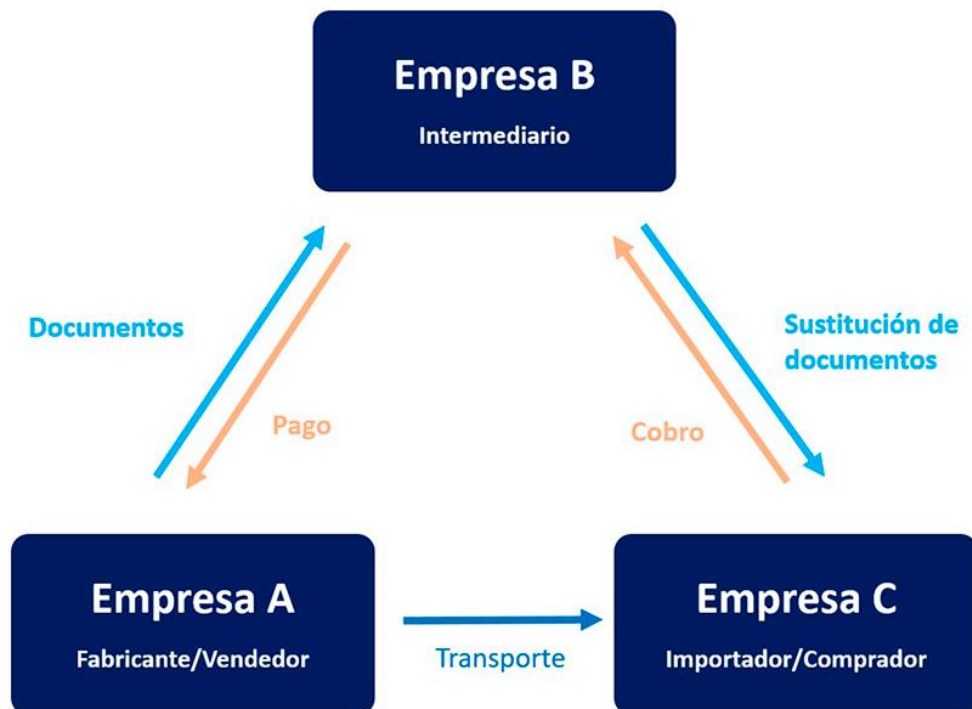 Empresa B
Intermediario
Documentos
Sustitución de
documentos
Pago
Cobro
Empresa A
Fabricante/Vendedor
Transporte
Empresa C
Importador/Comprador